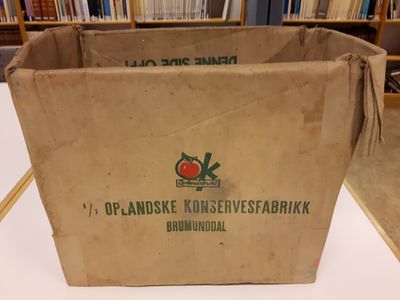 DENNE SIDE OPP!
Ok
A/S OPLANDSKE KONSERVESFABRIKK
BRUMUNDDAL